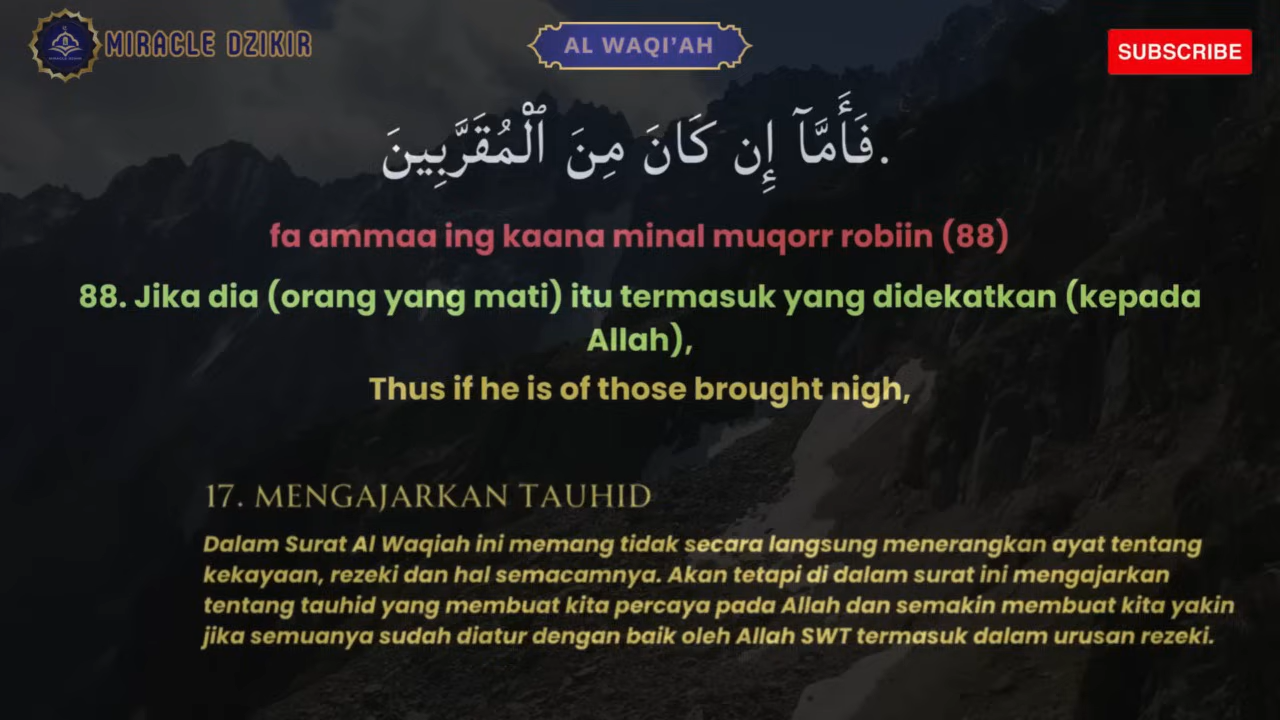 MIRACLE DZIKIR
AL WAQI'AH
SUBSCRIBE
فَأَمَّآ إِن كَانَ مِنَ ٱلْمُقَرَّبِينَ.
fa ammaa ing kaana minal muqorr robiin (88)
88. Jika dia (orang yang mati) itu termasuk yang didekatkan (kepada
Allah),
Thus if he is of those brought nigh,
17. MENGAJARKAN TAUHID
Dalam Surat Al Waqiah ini memang tidak secara langsung menerangkan ayat tentang
kekayaan, rezeki dan hal semacamnya. Akan tetapi di dalam surat ini mengajarkan
tentang tauhid yang membuat kita percaya pada Allah dan semakin membuat kita yakin
jika semuanya sudah diatur dengan baik oleh Allah SWT termasuk dalam urusan rezeki.